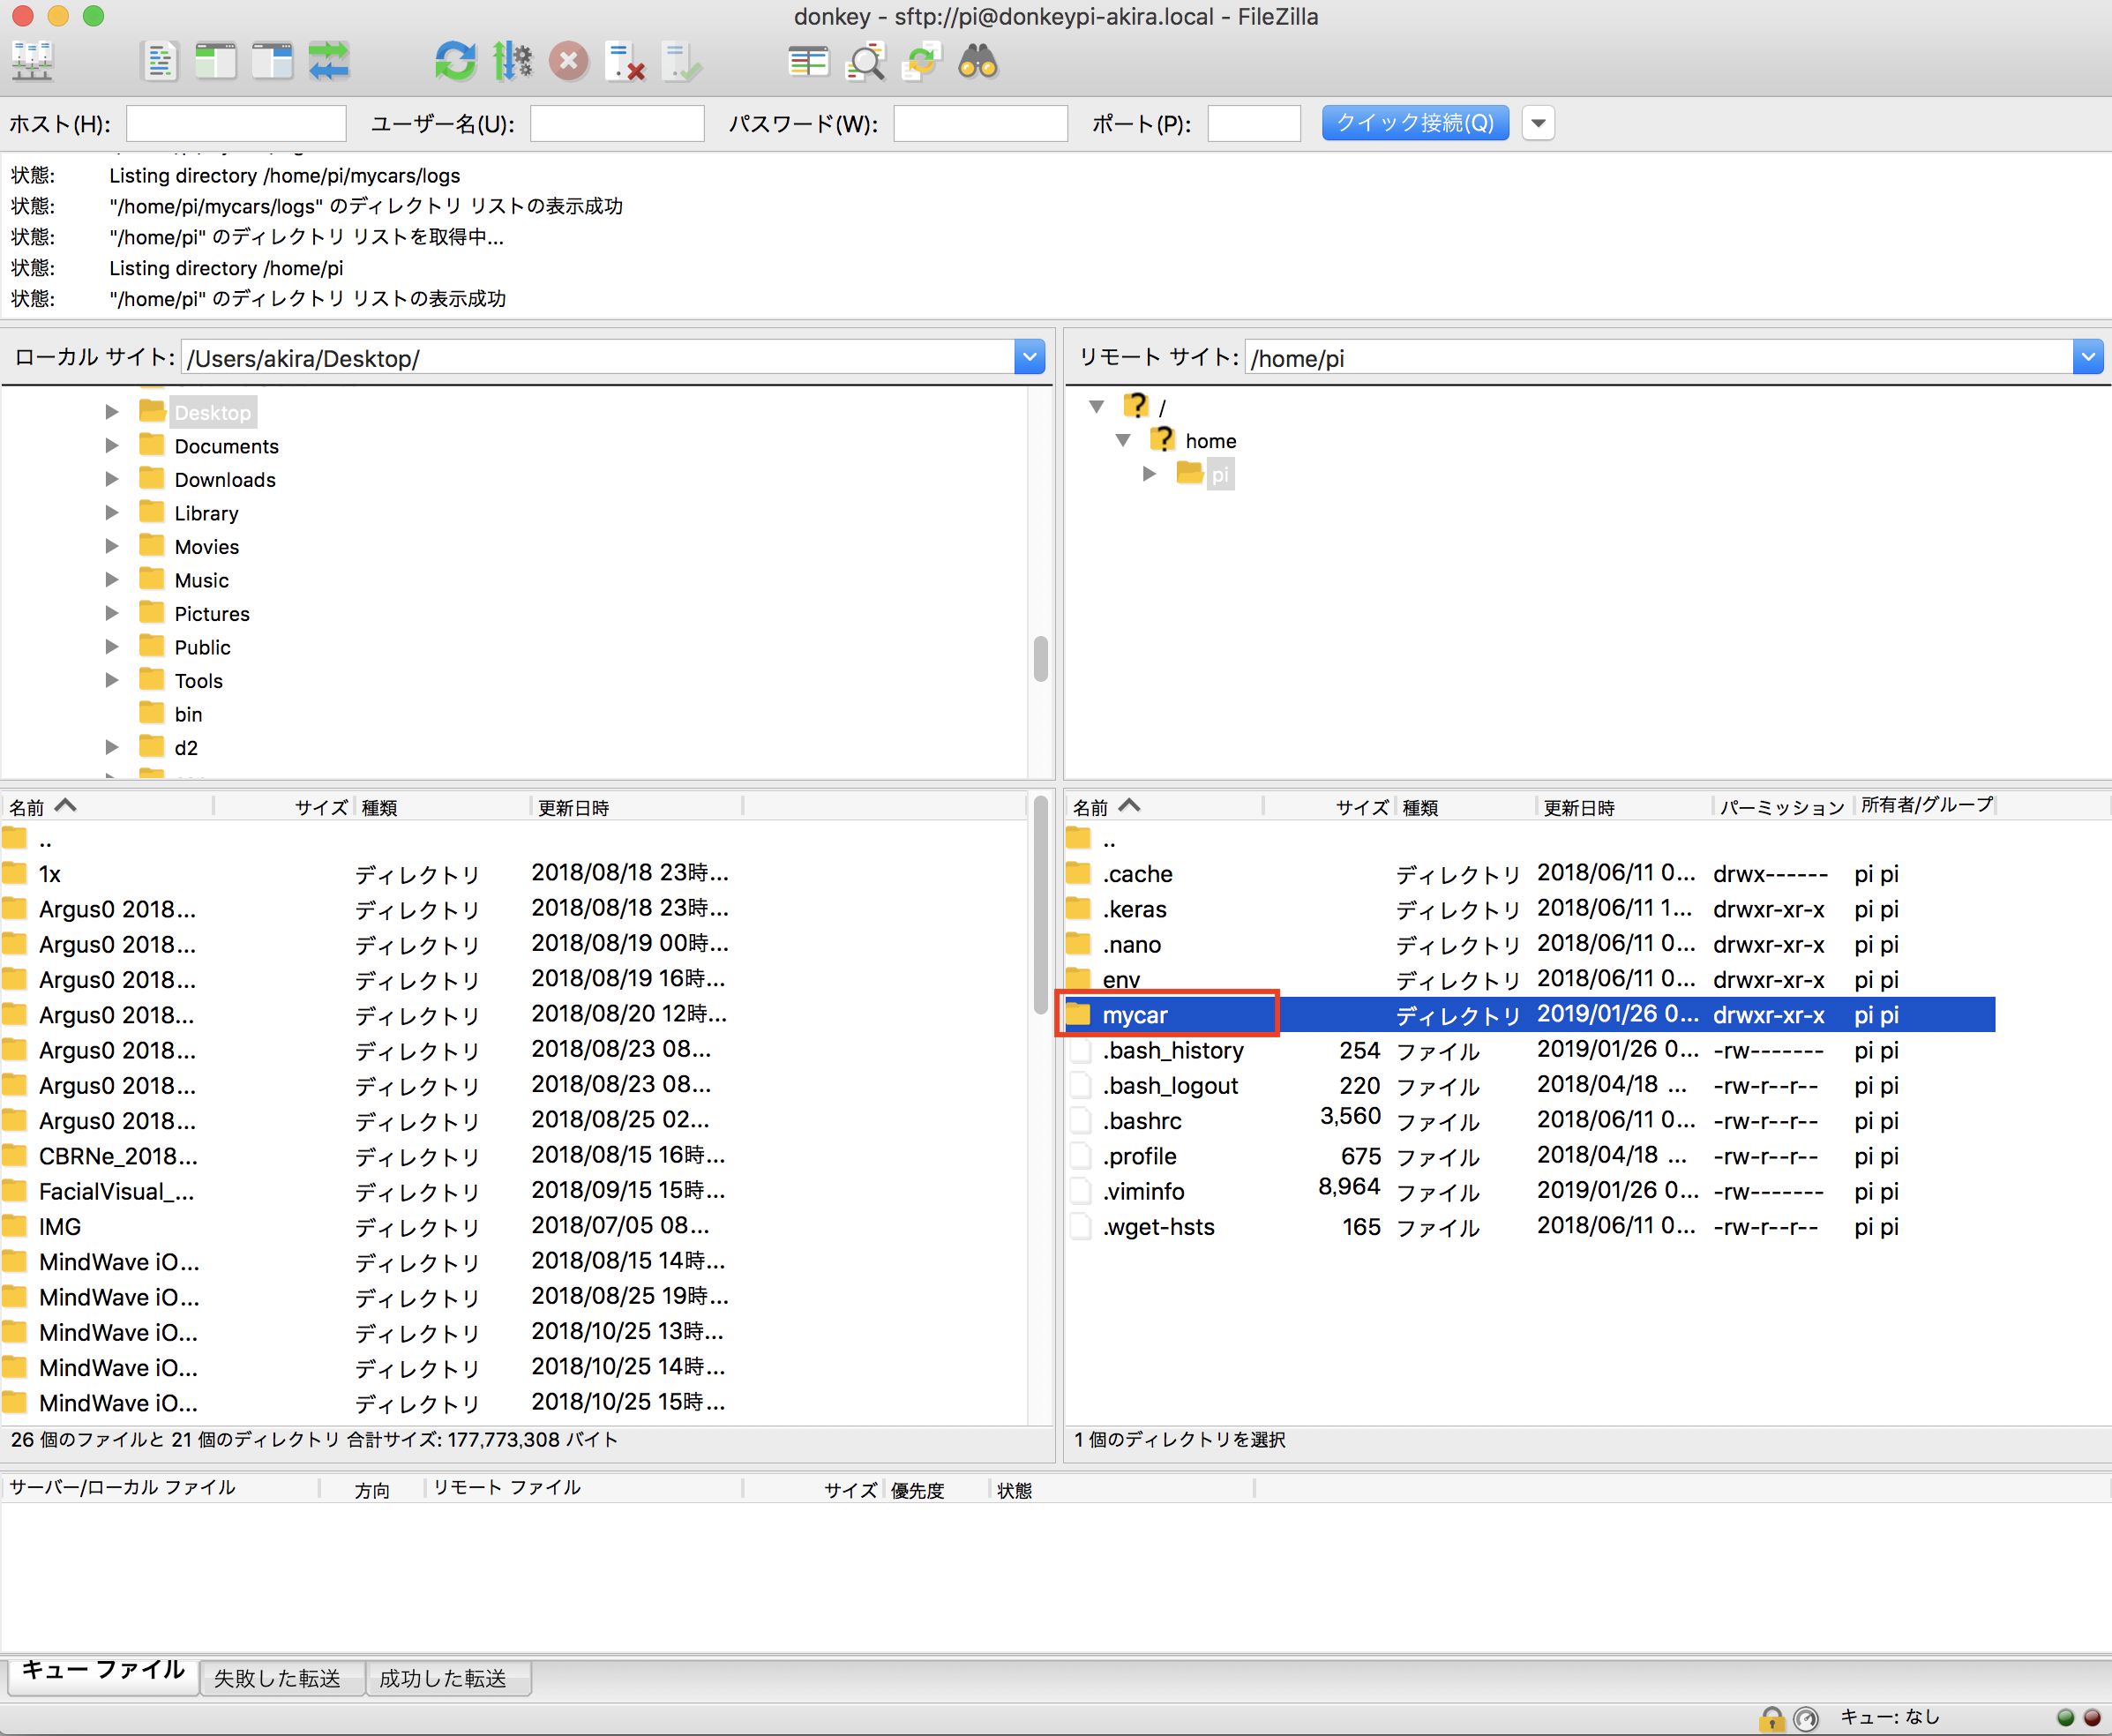 donkey - sftp://pi@donkeypi-akira.local - FileZilla
ホスト(H): ユーザー名(U): パスワード(W): ポート(P): クイック接続(Q)
状態: Listing directory /home/pi/mycars/logs
状態: "/home/pi/mycars/logs" のディレクトリ リストの表示成功
状態: "/home/pi" のディレクトリ リストを取得中...
状態: Listing directory /home/pi
状態: "/home/pi" のディレクトリ リストの表示成功
ローカル サイト: /Users/akira/Desktop/
Desktop
Documents
Downloads
Library
Movies
Music
Pictures
Public
Tools
bin
d2
リモート サイト: /home/pi
? /
? home
pi
名前 サイズ 種類 更新日時
..
1x ディレクトリ 2018/08/18 23時...
Argus0 2018... ディレクトリ 2018/08/18 23時...
Argus0 2018... ディレクトリ 2018/08/19 00時...
Argus0 2018... ディレクトリ 2018/08/19 16時...
Argus0 2018... ディレクトリ 2018/08/20 12時...
Argus0 2018... ディレクトリ 2018/08/23 08...
Argus0 2018... ディレクトリ 2018/08/23 08...
Argus0 2018... ディレクトリ 2018/08/25 02...
CBRNe_2018... ディレクトリ 2018/08/15 16時...
FacialVisual_... ディレクトリ 2018/09/15 15時...
IMG ディレクトリ 2018/07/05 08...
MindWave iO... ディレクトリ 2018/08/15 14時...
MindWave iO... ディレクトリ 2018/08/25 19時...
MindWave iO... ディレクトリ 2018/10/25 13時...
MindWave iO... ディレクトリ 2018/10/25 14時...
MindWave iO... ディレクトリ 2018/10/25 15時...
26 個のファイルと 21 個のディレクトリ 合計サイズ: 177,773,308 バイト
名前 サイズ 種類 更新日時 パーミッション 所有者/グループ
..
.cache ディレクトリ 2018/06/11 0... drwx------ pi pi
.keras ディレクトリ 2018/06/11 1... drwxr-xr-x pi pi
.nano ディレクトリ 2018/06/11 0... drwxr-xr-x pi pi
env ディレクトリ 2018/06/11 0... drwxr-xr-x pi pi
mycar ディレクトリ 2019/01/26 0... drwxr-xr-x pi pi
.bash_history 254 ファイル 2019/01/26 0... -rw------- pi pi
.bash_logout 220 ファイル 2018/04/18 ... -rw-r--r-- pi pi
.bashrc 3,560 ファイル 2018/06/11 0... -rw-r--r-- pi pi
.profile 675 ファイル 2018/04/18 ... -rw-r--r-- pi pi
.viminfo 8,964 ファイル 2019/01/26 0... -rw------- pi pi
.wget-hsts 165 ファイル 2018/06/11 0... -rw-r--r-- pi pi
1 個のディレクトリを選択
サーバー/ローカル ファイル 方向 リモート ファイル サイズ 優先度 状態
キュー ファイル 失敗した転送 成功した転送
キュー: なし